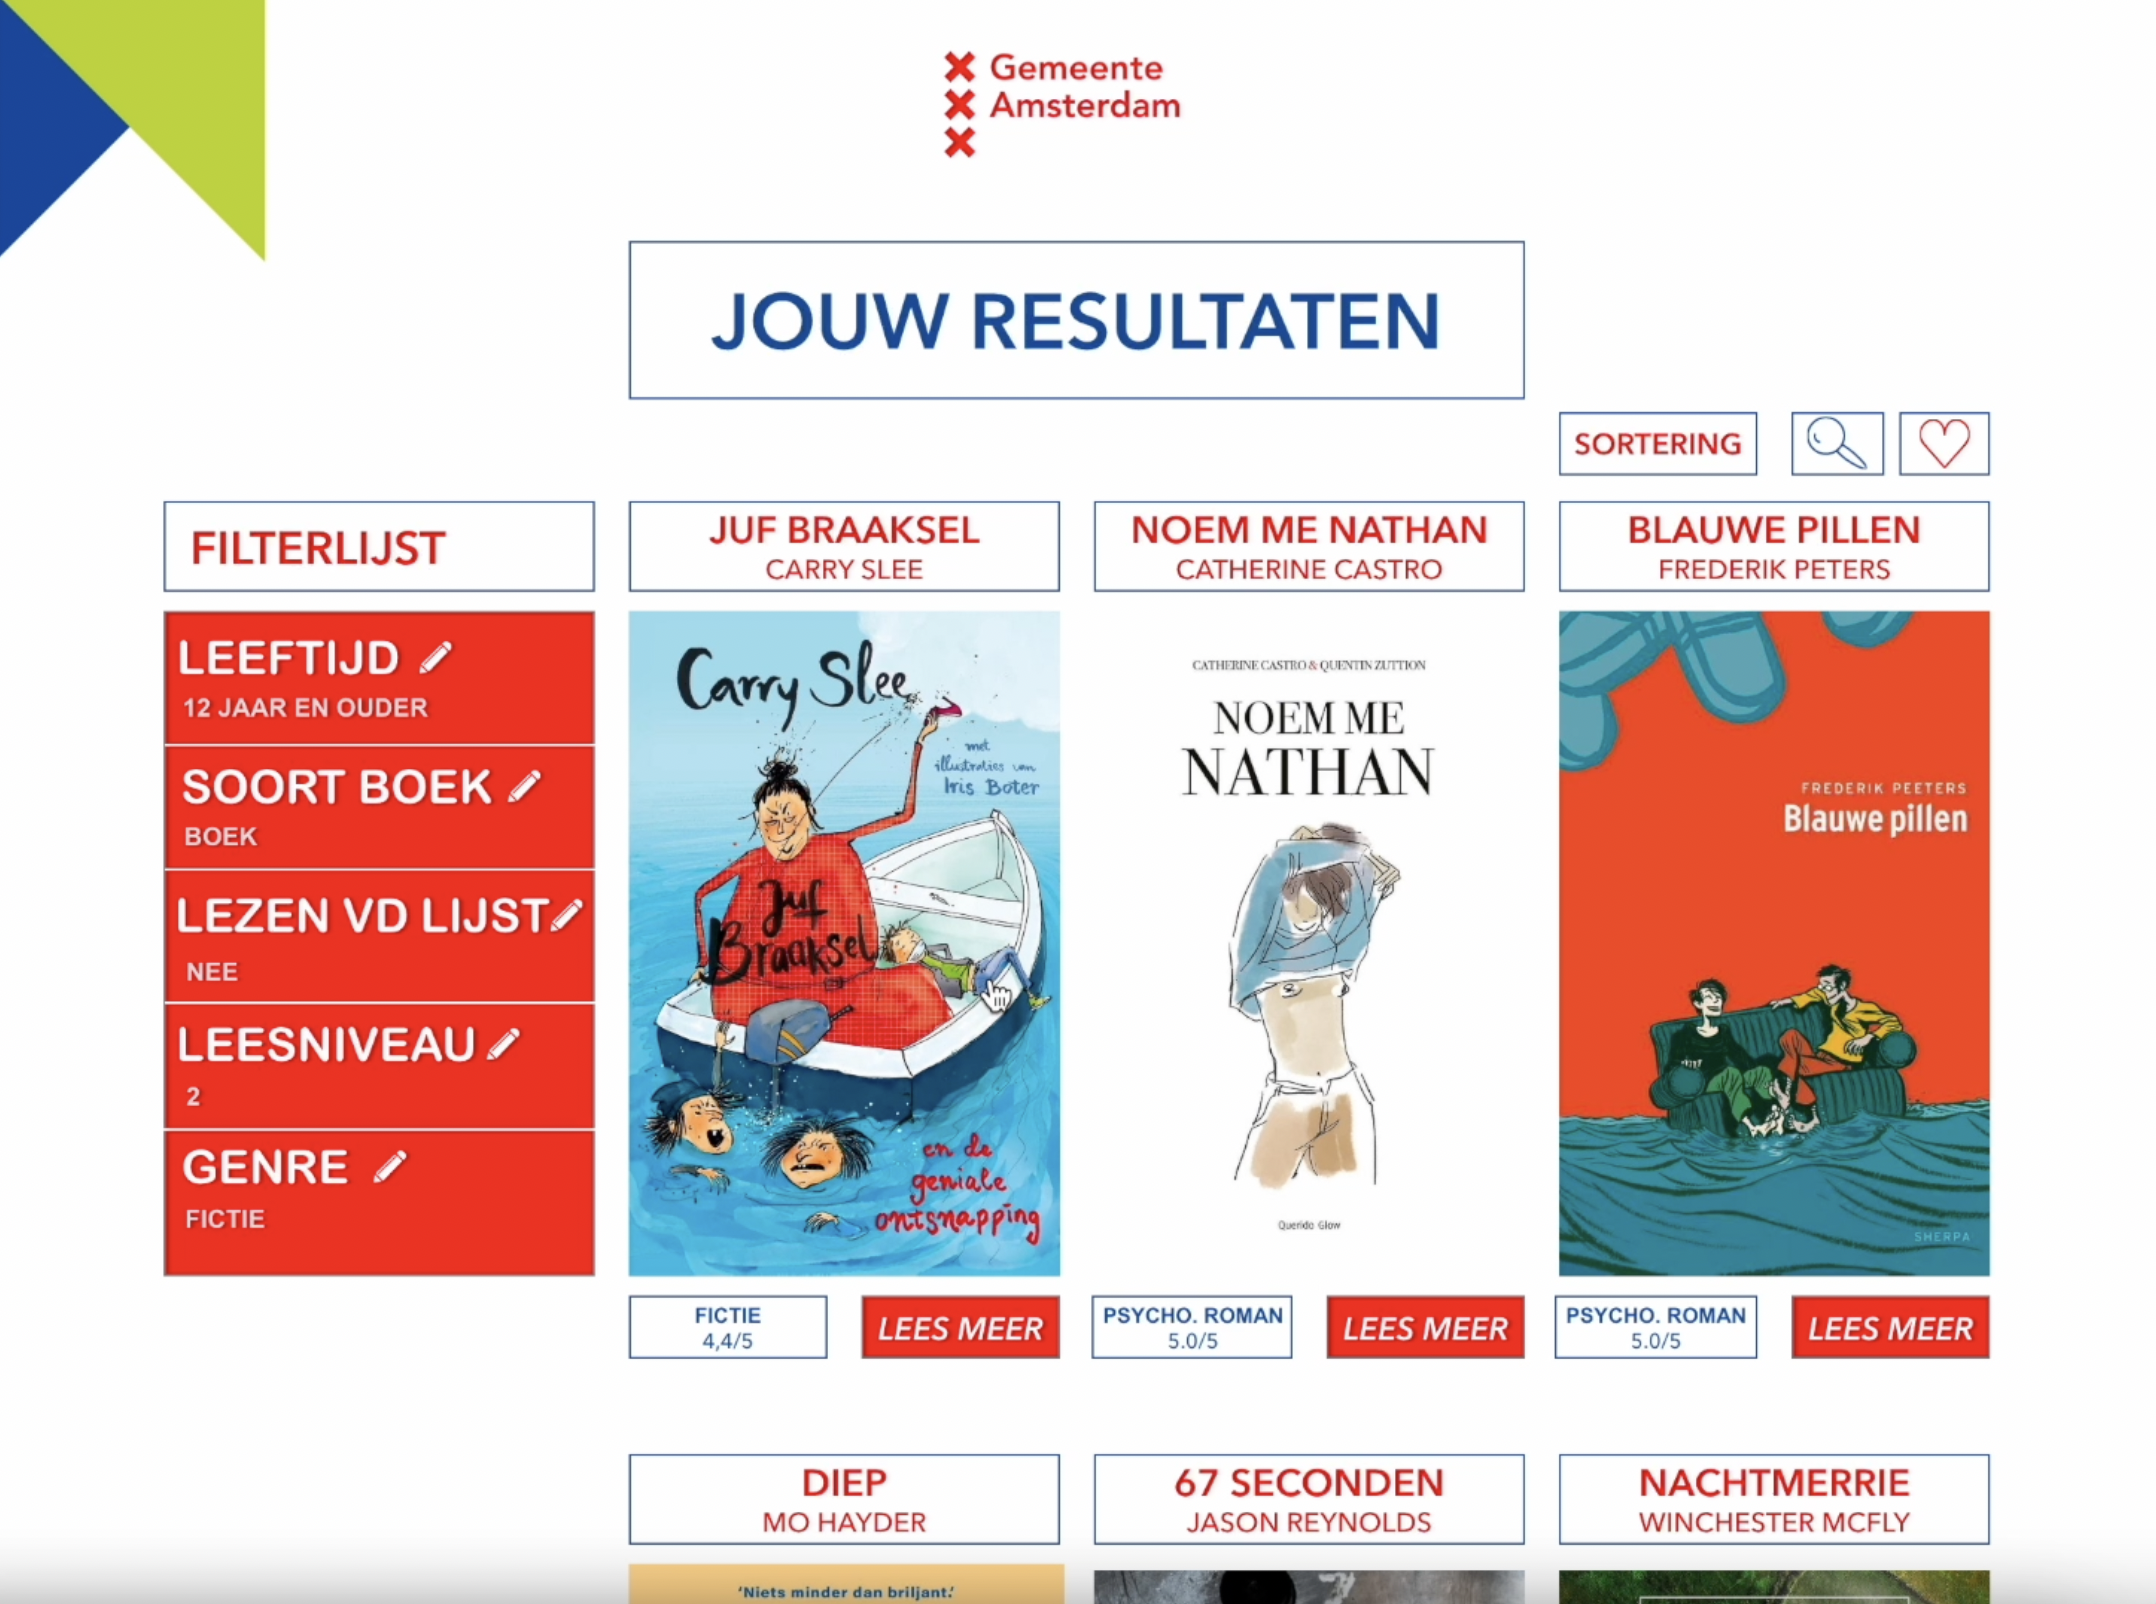 Gemeente
Amsterdam
JOUW RESULTATEN
SORTERING
FILTERLIJST
LEEFTIJD
12 JAAR EN OUDER
SOORT BOEK
BOEK
LEZEN VD LIJST
NEE
LEESNIVEAU
2
GENRE
FICTIE
JUF BRAAKSEL
CARRY SLEE
Carry Slee
met
illustraties van
Iris Boter
Juf
Braaksel
en de
geniale
ontsnapping
FICTIE
4,4/5
LEES MEER
NOEM ME NATHAN
CATHERINE CASTRO
CATHERINE CASTRO & QUENTIN ZUTTION
NOEM ME
NATHAN
Querido Glow
PSYCHO. ROMAN
5.0/5
LEES MEER
BLAUWE PILLEN
FREDERIK PETERS
FREDERIK PEETERS
Blauwe pillen
SHERPA
PSYCHO. ROMAN
5.0/5
LEES MEER
DIEP
MO HAYDER
'Niets minder dan briljant.'
67 SECONDEN
JASON REYNOLDS
NACHTMERRIE
WINCHESTER MCFLY